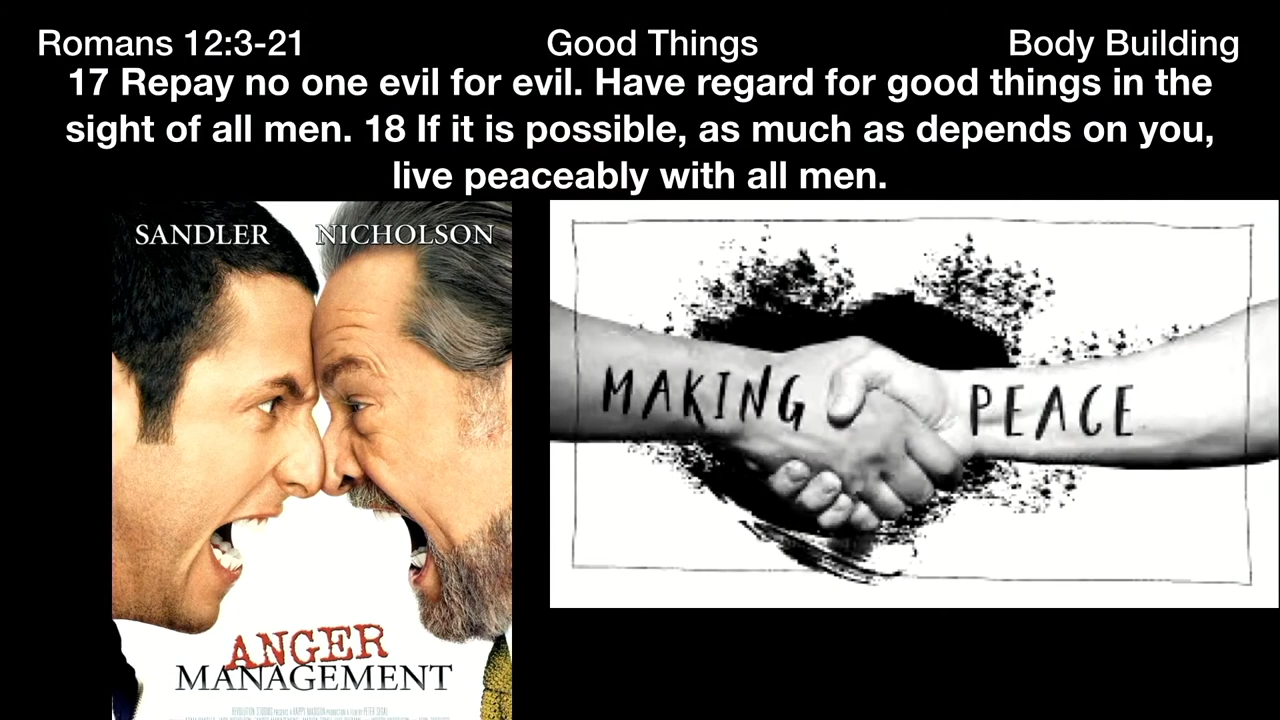 Romans 12:3-21 Good Things Body Building
17 Repay no one evil for evil. Have regard for good things in the
sight of all men. 18 If it is possible, as much as depends on you,
live peaceably with all men.
SANDLER NICHOLSON
ANGER
MANAGEMENT
MAKING PEACE